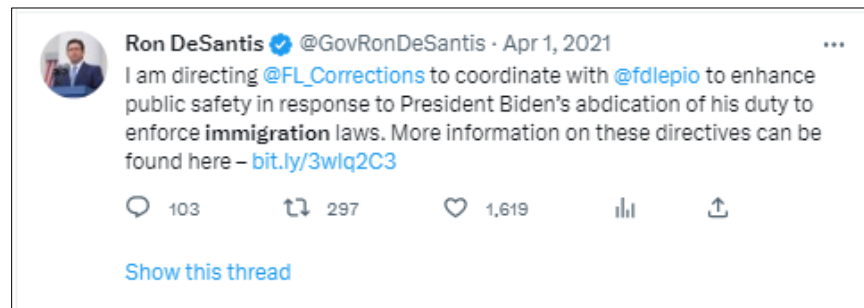 Ron DeSantis @GovRonDeSantis · Apr 1, 2021
I am directing @FL_Corrections to coordinate with @fdlepio to enhance
public safety in response to President Biden's abdication of his duty to
enforce immigration laws. More information on these directives can be
found here – bit.ly/3wlq2C3
103 297 1,619
Show this thread